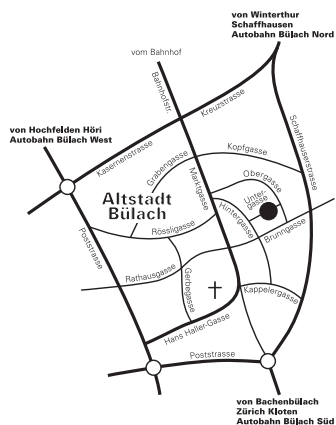 von Winterthur
Schaffhausen
Autobahn Bülach Nord
vom Bahnhof
Bahnhofstr.
Kreuzstrasse
Schaffhauserstrasse
von Hochfelden Höri
Autobahn Bülach West
Kasernenstrasse
Grabengasse
Kopfgasse
Marktgasse
Obergasse
Unter-
gasse
Altstadt
Bülach
Hintergasse
Rössligasse
Brunngasse
Poststrasse
Rathausgasse
Gerbegasse
Kappelergasse
Hans Haller-Gasse
Poststrasse
von Bachenbülach
Zürich Kloten
Autobahn Bülach Süd